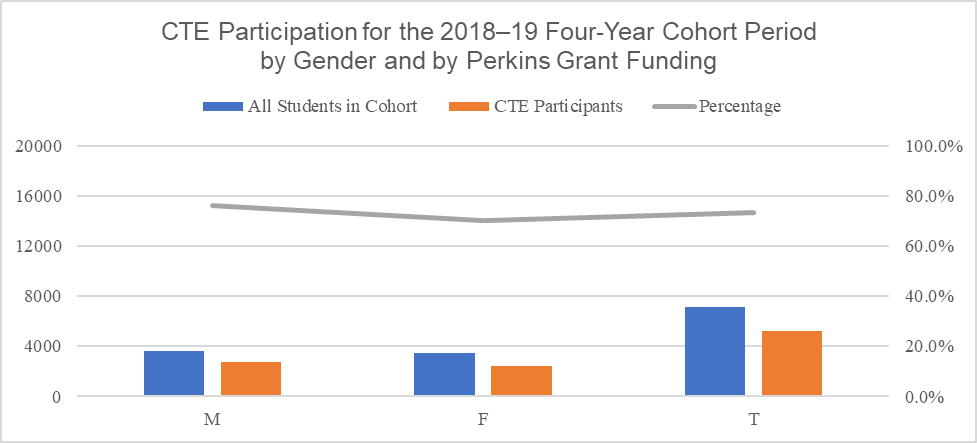 CTE Participation for the 2018–19 Four-Year Cohort Period
by Gender and by Perkins Grant Funding
All Students in Cohort CTE Participants Percentage
20000 100.0%
16000 80.0%
12000 60.0%
8000 40.0%
4000 20.0%
0 0.0%
M F T